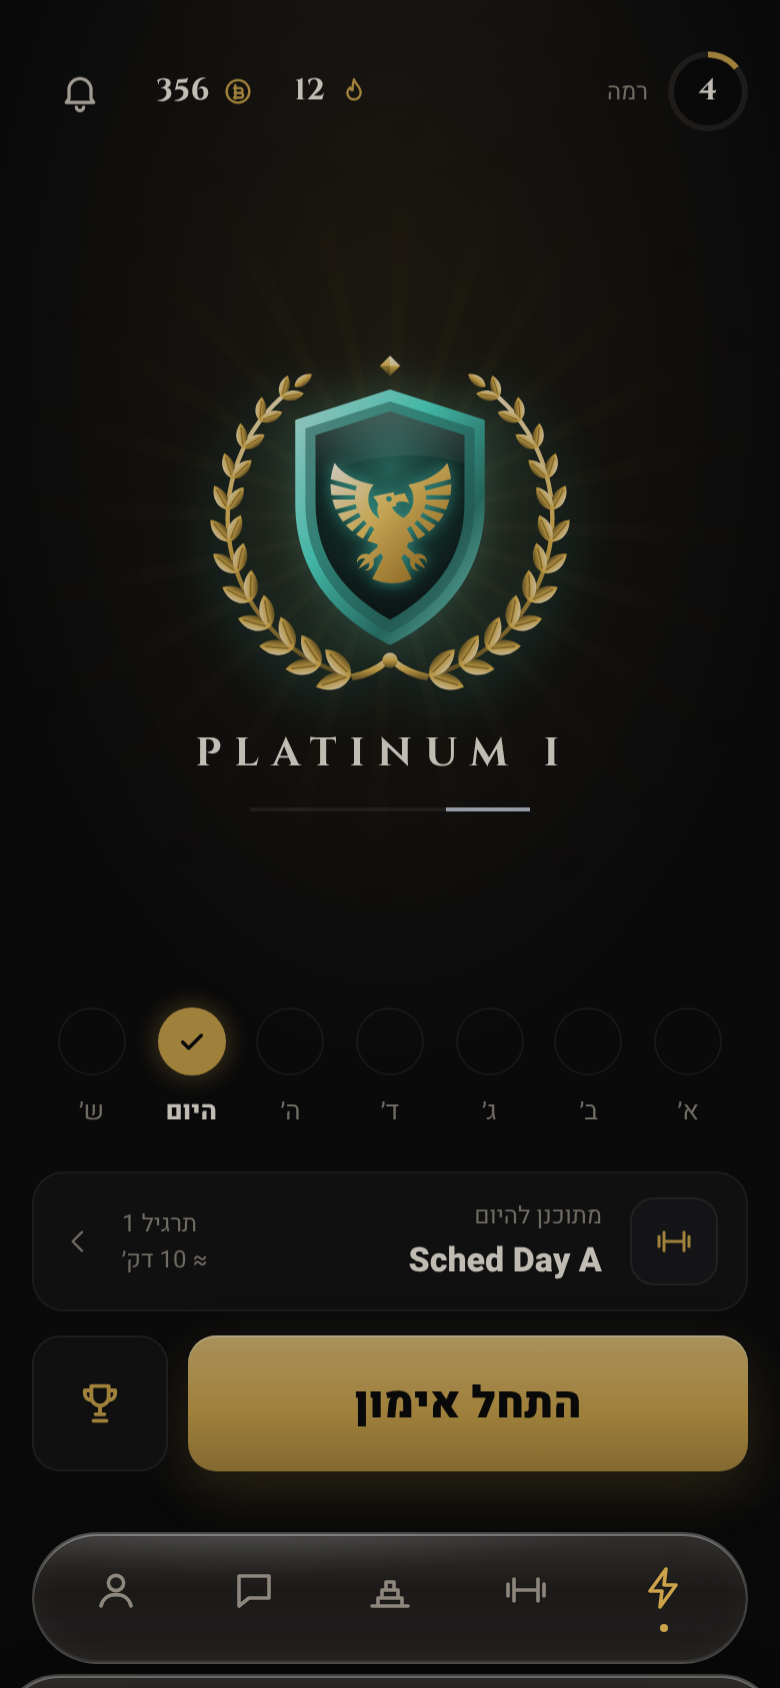 4
רמה
12
356
PLATINUM I
א׳
ב׳
ג׳
ד׳
ה׳
היום
ש׳
מתוכנן להיום
Sched Day A
תרגיל 1
≈ 10 דק׳
התחל אימון